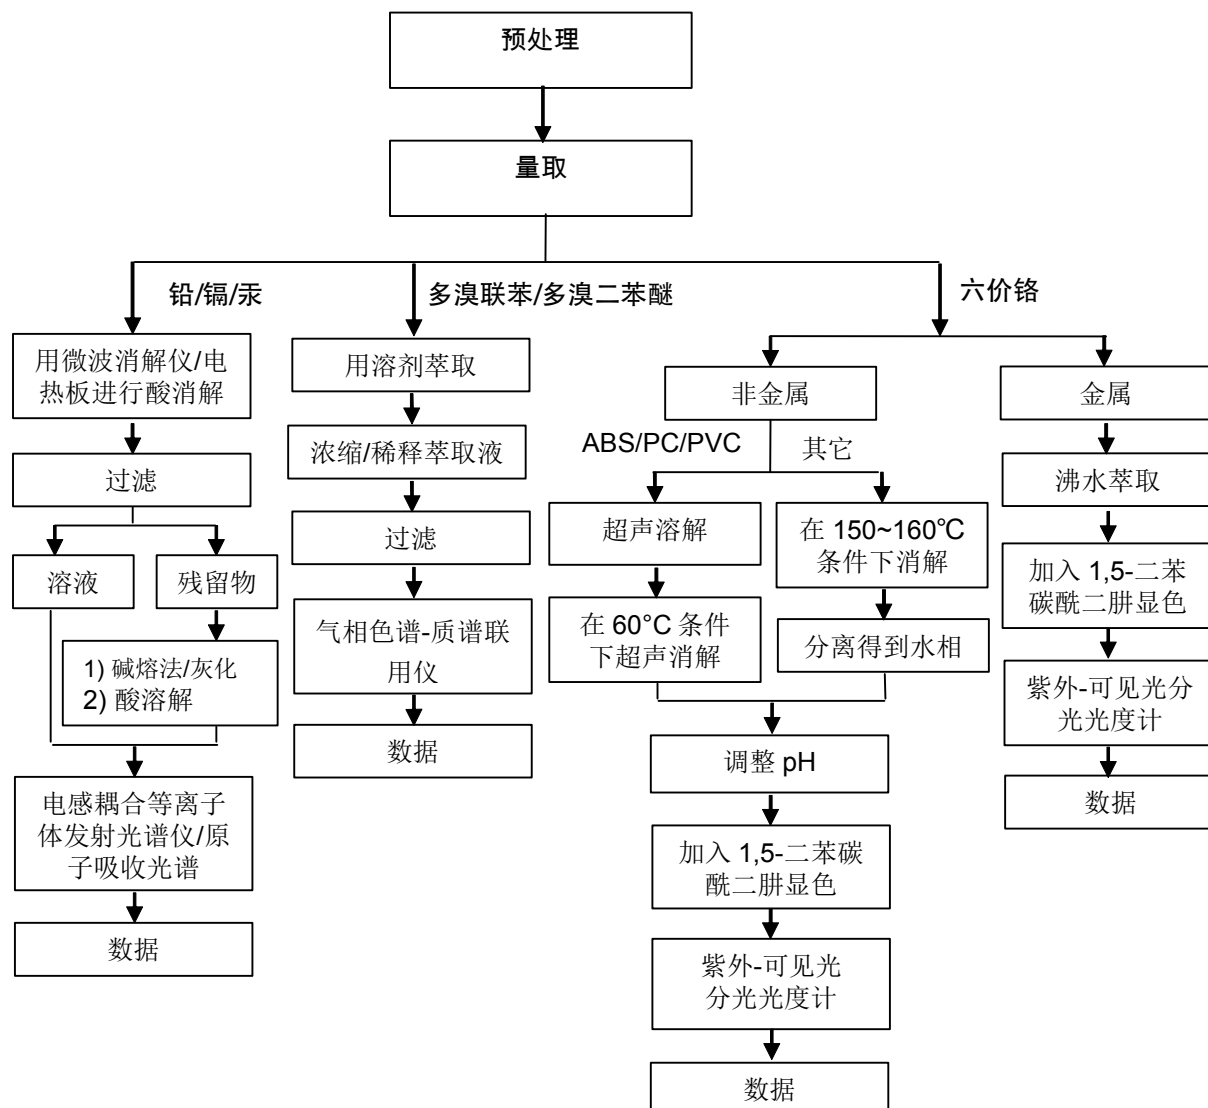 预处理
量取
铅/镉/汞
多溴联苯/多溴二苯醚
六价铬
用微波消解仪/电
热板进行酸消解
过滤
溶液
残留物
1) 碱熔法/灰化
2) 酸溶解
电感耦合等离子
体发射光谱仪/原
子吸收光谱
数据
用溶剂萃取
浓缩/稀释萃取液
过滤
气相色谱-质谱联
用仪
数据
非金属
ABS/PC/PVC
其它
超声溶解
在 60°C 条件
下超声消解
在 150~160℃
条件下消解
分离得到水相
调整 pH
加入 1,5-二苯碳
酰二肼显色
紫外-可见光
分光光度计
数据
金属
沸水萃取
加入 1,5-二苯
碳酰二肼显色
紫外-可见光分
光光度计
数据